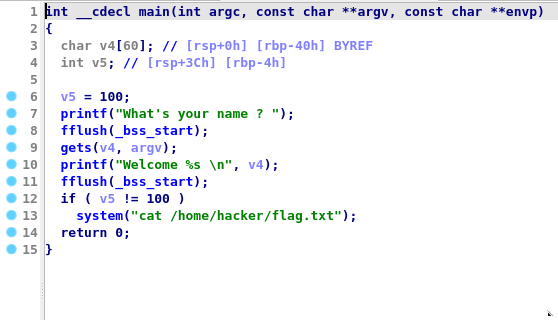 1 int __cdecl main(int argc, const char **argv, const char **envp)
2 {
3 char v4[60]; // [rsp+0h] [rbp-40h] BYREF
4 int v5; // [rsp+3Ch] [rbp-4h]
5
6 v5 = 100;
7 printf("What's your name ? ");
8 fflush(_bss_start);
9 gets(v4, argv);
10 printf("Welcome %s \n", v4);
11 fflush(_bss_start);
12 if ( v5 != 100 )
13 system("cat /home/hacker/flag.txt");
14 return 0;
15 }